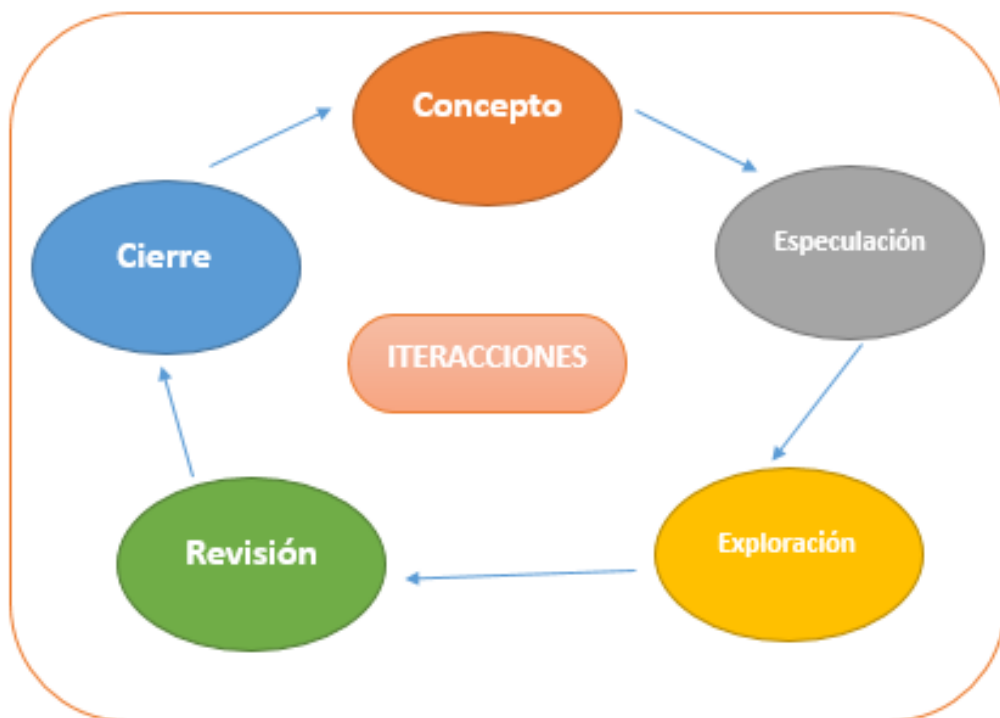 Concepto
Especulación
Exploración
Revisión
Cierre
ITERACCIONES